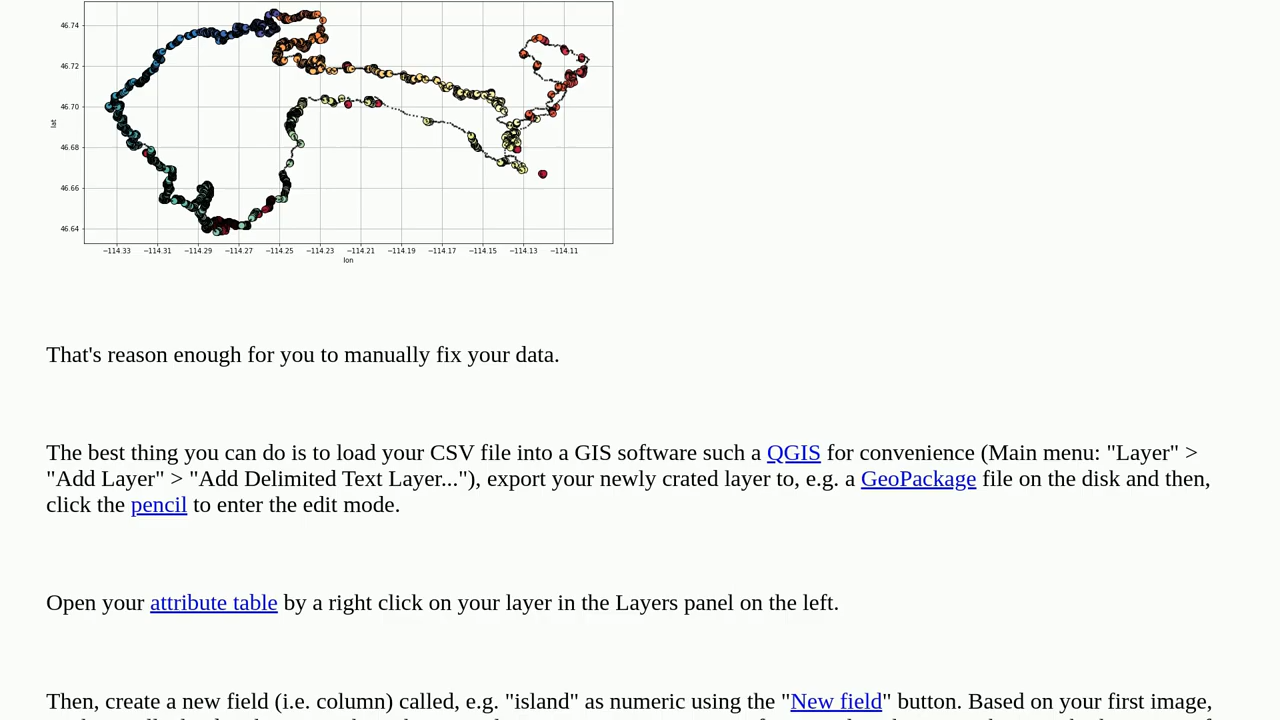 46.74
46.72
46.70
46.68
46.66
46.64
lat
−114.33 −114.31 −114.29 −114.27 −114.25 −114.23 −114.21 −114.19 −114.17 −114.15 −114.13 −114.11
lon
That's reason enough for you to manually fix your data.
The best thing you can do is to load your CSV file into a GIS software such a QGIS for convenience (Main menu: "Layer" >
"Add Layer" > "Add Delimited Text Layer..."), export your newly crated layer to, e.g. a GeoPackage file on the disk and then,
click the pencil to enter the edit mode.
Open your attribute table by a right click on your layer in the Layers panel on the left.
Then, create a new field (i.e. column) called, e.g. "island" as numeric using the "New field" button. Based on your first image,